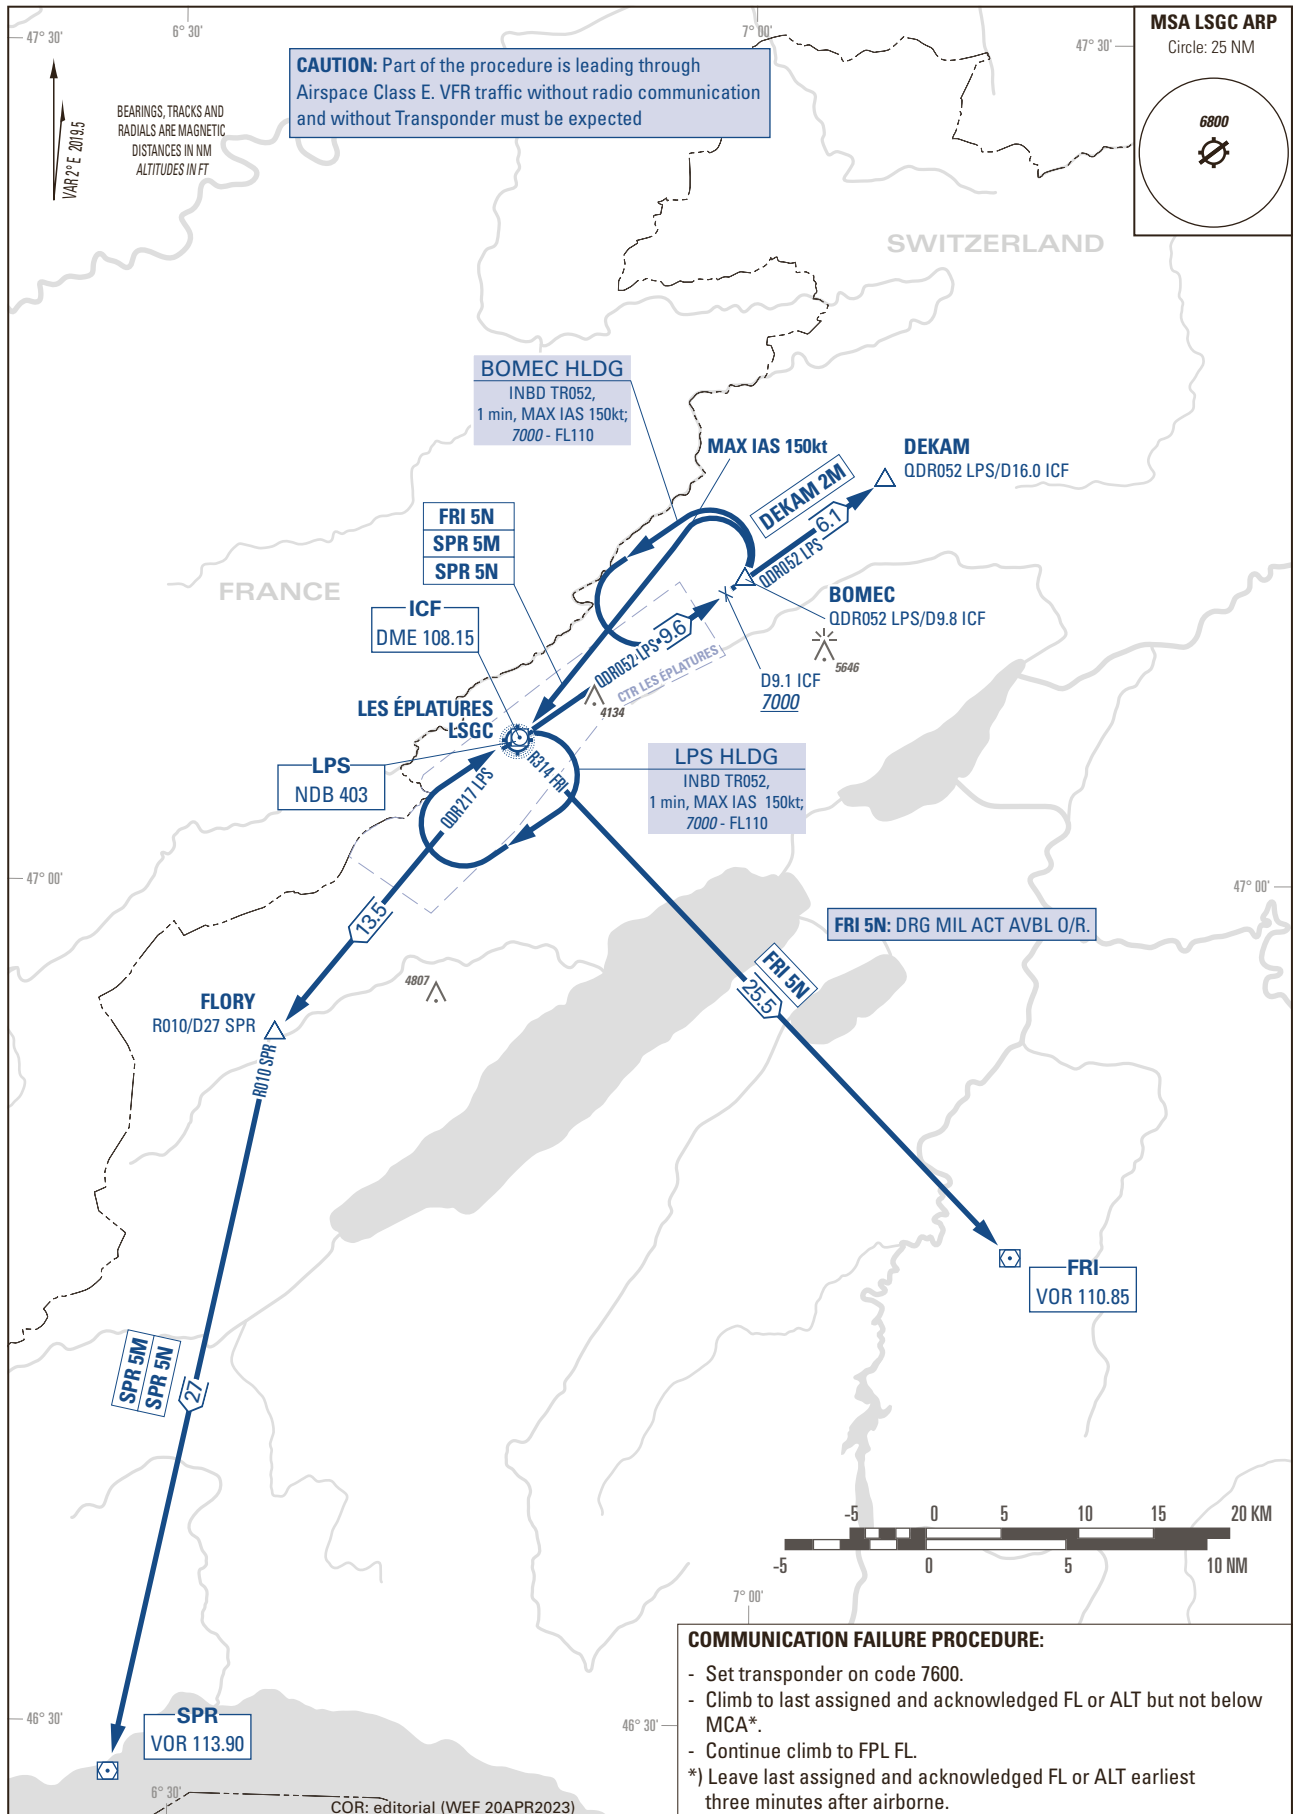 47° 30'
6° 30'
7° 00'
47° 30'
MSA LSGC ARP
Circle: 25 NM
6800
CAUTION: Part of the procedure is leading through
Airspace Class E. VFR traffic without radio communication
and without Transponder must be expected
VAR 2° E 2019.5
BEARINGS, TRACKS AND
RADIALS ARE MAGNETIC
DISTANCES IN NM
ALTITUDES IN FT
SWITZERLAND
BOMEC HLDG
INBD TR052,
1 min, MAX IAS 150kt;
7000 - FL110
MAX IAS 150kt
DEKAM
QDR052 LPS/D16.0 ICF
DEKAM 2M
6.1
QDR052 LPS
FRI 5N
SPR 5M
SPR 5N
FRANCE
BOMEC
QDR052 LPS/D9.8 ICF
ICF
DME 108.15
QDR052 LPS
9.6
5646
CTR LES ÉPLATURES
D9.1 ICF
7000
4134
LES ÉPLATURES
LSGC
LPS
NDB 403
R314 FRI
QDR217 LPS
LPS HLDG
INBD TR052,
1 min, MAX IAS 150kt;
7000 - FL110
47° 00'
47° 00'
13.5
FRI 5N: DRG MIL ACT AVBL O/R.
FRI 5N
25.5
4807
FLORY
R010/D27 SPR
R010 SPR
FRI
VOR 110.85
SPR 5M
SPR 5N
27
-5 0 5 10 15 20 KM
-5 0 5 10 NM
7° 00'
COMMUNICATION FAILURE PROCEDURE:
- Set transponder on code 7600.
- Climb to last assigned and acknowledged FL or ALT but not below
MCA*.
- Continue climb to FPL FL.
*) Leave last assigned and acknowledged FL or ALT earliest
three minutes after airborne.
46° 30'
46° 30'
SPR
VOR 113.90
6° 30'
COR: editorial (WEF 20APR2023)